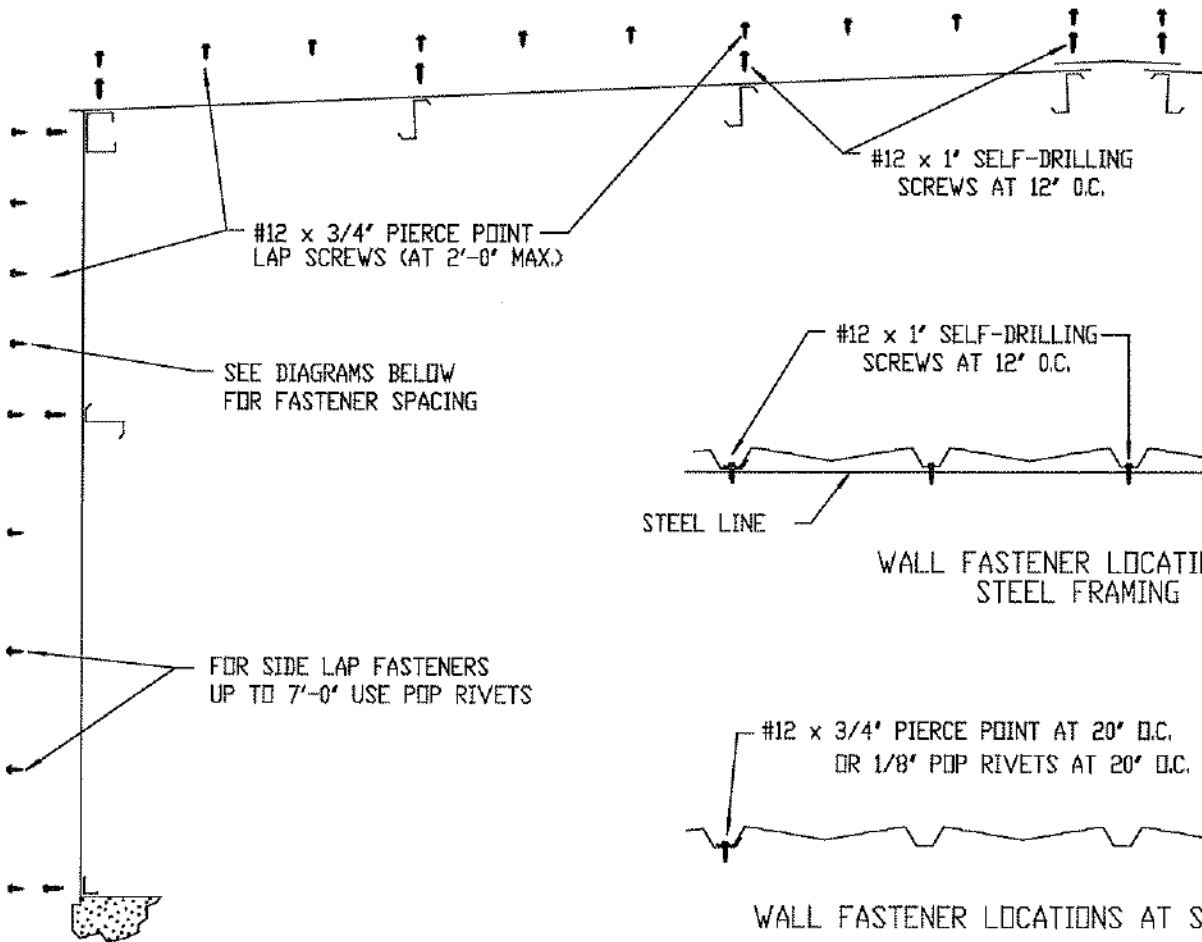 #12 x 1" SELF-DRILLING
SCREWS AT 12" O.C.
#12 x 3/4" PIERCE POINT
LAP SCREWS (AT 2'-0" MAX.)
#12 x 1" SELF-DRILLING
SCREWS AT 12" O.C.
SEE DIAGRAMS BELOW
FOR FASTENER SPACING
STEEL LINE
WALL FASTENER LOCATI
STEEL FRAMING
FOR SIDE LAP FASTENERS
UP TO 7'-0" USE POP RIVETS
#12 x 3/4" PIERCE POINT AT 20" O.C.
OR 1/8" POP RIVETS AT 20" O.C.
WALL FASTENER LOCATIONS AT S